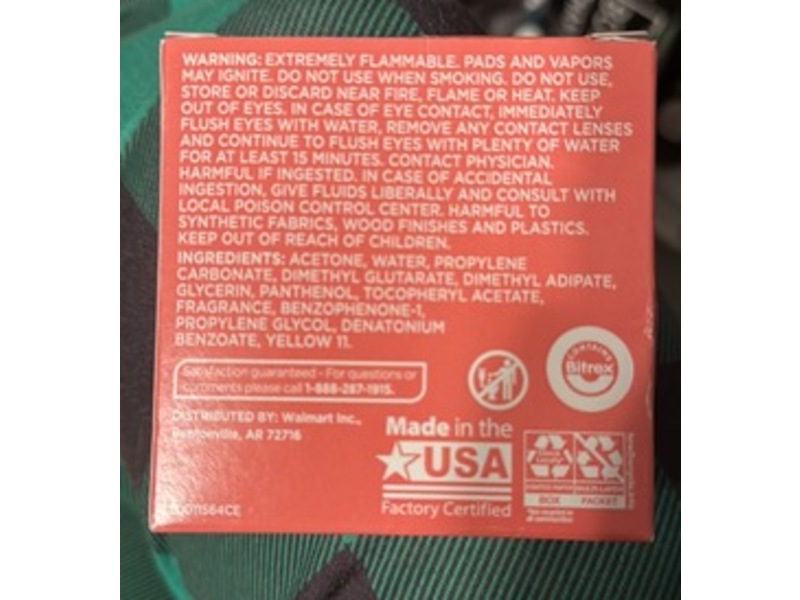 WARNING: EXTREMELY FLAMMABLE. PADS AND VAPORS
MAY IGNITE. DO NOT USE WHEN SMOKING. DO NOT USE,
STORE OR DISCARD NEAR FIRE, FLAME OR HEAT. KEEP
OUT OF EYES. IN CASE OF EYE CONTACT, IMMEDIATELY
FLUSH EYES WITH WATER, REMOVE ANY CONTACT LENSES
AND CONTINUE TO FLUSH EYES WITH PLENTY OF WATER
FOR AT LEAST 15 MINUTES. CONTACT PHYSICIAN.
HARMFUL IF INGESTED. IN CASE OF ACCIDENTAL
INGESTION, GIVE FLUIDS LIBERALLY AND CONSULT WITH
LOCAL POISON CONTROL CENTER. HARMFUL TO
SYNTHETIC FABRICS, WOOD FINISHES AND PLASTICS.
KEEP OUT OF REACH OF CHILDREN.
INGREDIENTS: ACETONE, WATER, PROPYLENE
CARBONATE, DIMETHYL GLUTARATE, DIMETHYL ADIPATE,
GLYCERIN, PANTHENOL, TOCOPHERYL ACETATE,
FRAGRANCE, BENZOPHENONE-1,
PROPYLENE GLYCOL, DENATONIUM
BENZOATE, YELLOW 11.
Satisfaction guaranteed - For questions or
comments please call 1-888-287-1915.
CONTAINS
Bitrex
DISTRIBUTED BY: Walmart Inc.,
Bentonville, AR 72716
Made in the
USA
Factory Certified
BOX
PACKET